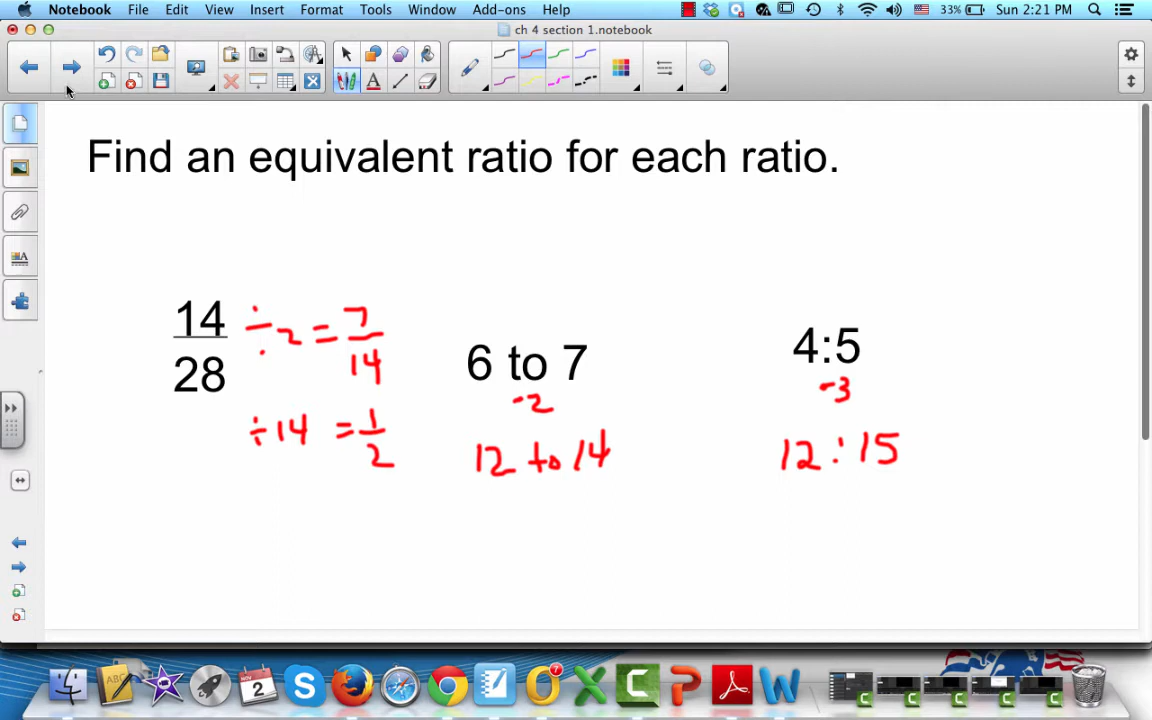 Notebook File Edit View Insert Format Tools Window Add-ons Help 33% Sun 2:21 PM
ch 4 section 1.notebook
Find an equivalent ratio for each ratio.
14/28 ÷2 = 7/14
÷14 = 1/2
6 to 7
-2
12 to 14
4:5
-3
12:15
NOV
2
7